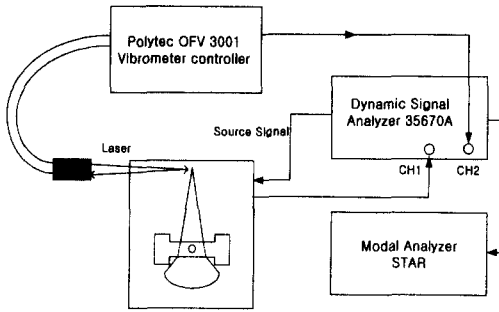 Polytec OFV 3001
Vibrometer controller
Dynamic Signal
Analyzer 35670A
Source Signal
Laser
CH1
CH2
Modal Analyzer
STAR